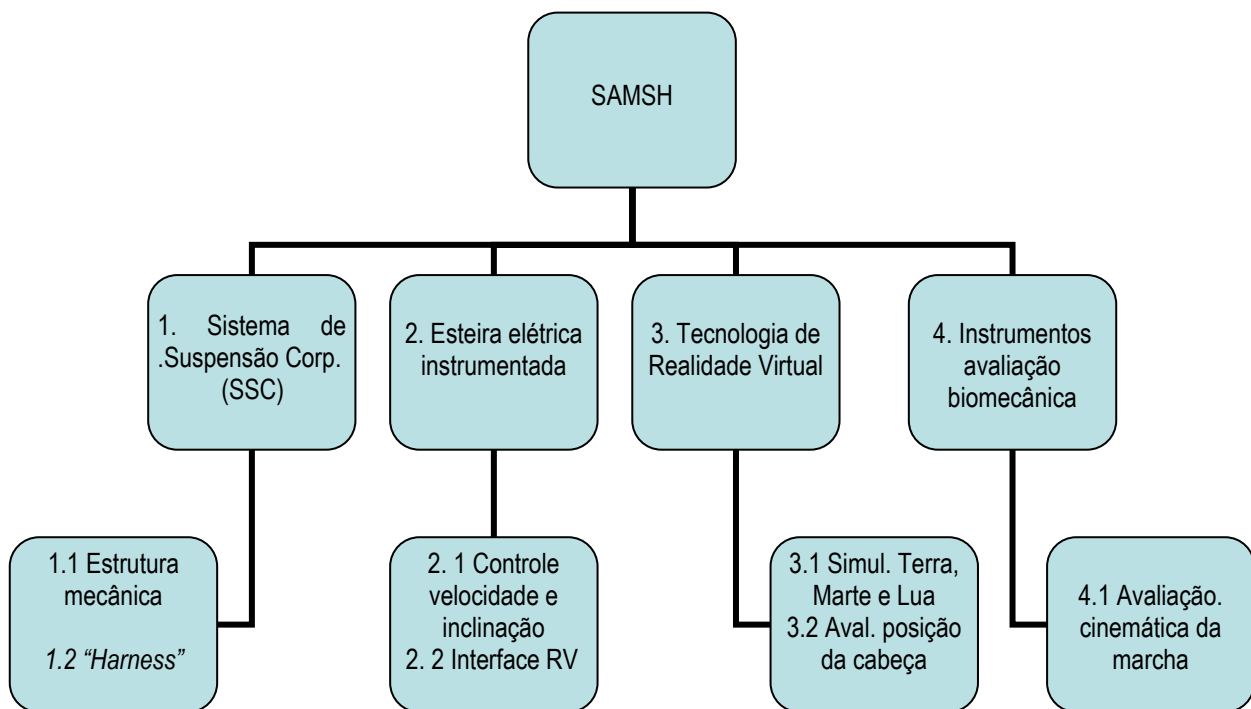 SAMSH
1. Sistema de
.Suspensão Corp.
(SSC)
2. Esteira elétrica
instrumentada
3. Tecnologia de
Realidade Virtual
4. Instrumentos
avaliação
biomecânica
1.1 Estrutura
mecânica
1.2 “Harness”
2. 1 Controle
velocidade e
inclinação
2. 2 Interface RV
3.1 Simul. Terra,
Marte e Lua
3.2 Aval. posição
da cabeça
4.1 Avaliação.
cinemática da
marcha